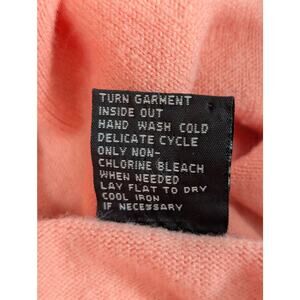 TURN GARMENT
INSIDE OUT
HAND WASH COLD
DELICATE CYCLE
ONLY NON-
CHLORINE BLEACH
WHEN NEEDED
LAY FLAT TO DRY
COOL IRON
IF NECESSARY